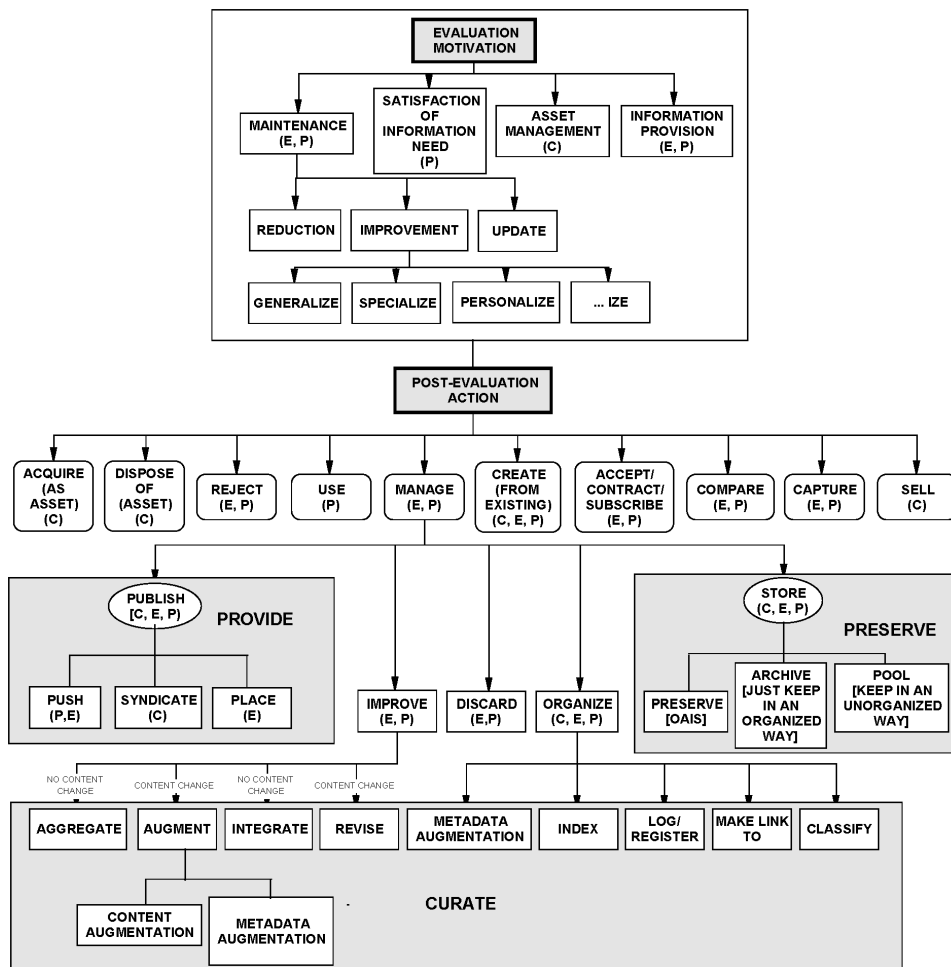 EVALUATION
MOTIVATION
MAINTENANCE
(E, P)
SATISFACTION
OF
INFORMATION
NEED
(P)
ASSET
MANAGEMENT
(C)
INFORMATION
PROVISION
(E, P)
REDUCTION
IMPROVEMENT
UPDATE
GENERALIZE
SPECIALIZE
PERSONALIZE
... IZE
POST-EVALUATION
ACTION
ACQUIRE
(AS
ASSET)
(C)
DISPOSE
OF
(ASSET)
(C)
REJECT
(E, P)
USE
(P)
MANAGE
(E, P)
CREATE
(FROM
EXISTING)
(C, E, P)
ACCEPT/
CONTRACT/
SUBSCRIBE
(E, P)
COMPARE
(E, P)
CAPTURE
(E, P)
SELL
(C)
PUBLISH
[C, E, P)
PROVIDE
PUSH
(P,E)
SYNDICATE
(C)
PLACE
(E)
IMPROVE
(E, P)
DISCARD
(E,P)
ORGANIZE
(C, E, P)
STORE
(C, E, P)
PRESERVE
PRESERVE
[OAIS]
ARCHIVE
[JUST KEEP
IN AN
ORGANIZED
WAY]
POOL
[KEEP IN AN
UNORGANIZED
WAY]
NO CONTENT
CHANGE
CONTENT CHANGE
NO CONTENT
CHANGE
CONTENT CHANGE
AGGREGATE
AUGMENT
INTEGRATE
REVISE
METADATA
AUGMENTATION
INDEX
LOG/
REGISTER
MAKE LINK
TO
CLASSIFY
CONTENT
AUGMENTATION
METADATA
AUGMENTATION
CURATE